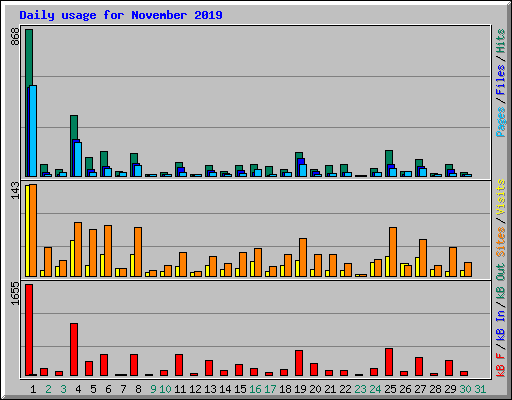 Daily usage for November 2019
868
Pages / Files / Hits
143
Sites / Visits
1655
kB F / kB In / kB Out
1 2 3 4 5 6 7 8 9 10 11 12 13 14 15 16 17 18 19 20 21 22 23 24 25 26 27 28 29 30 31